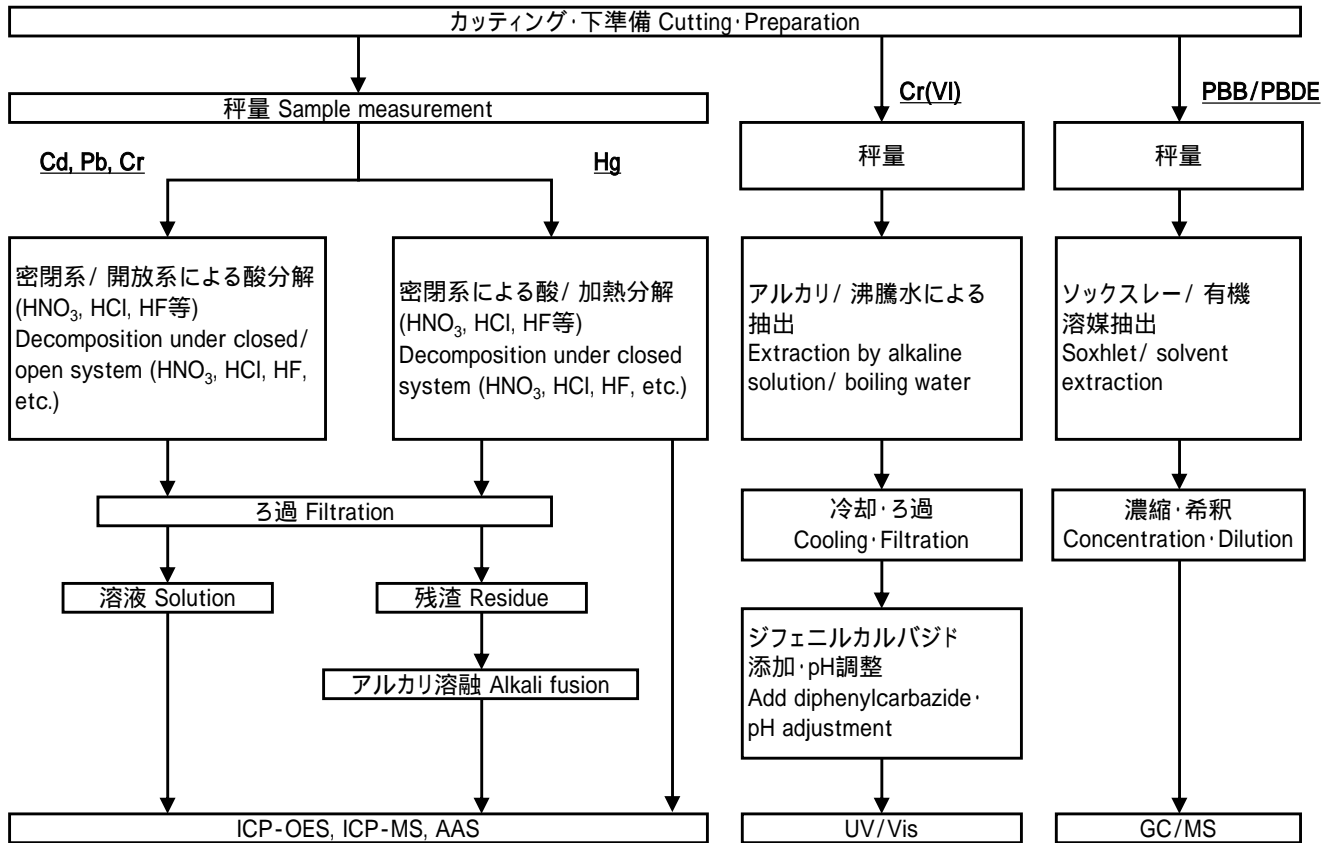 カッティング・下準備 Cutting・Preparation
秤量 Sample measurement
Cd, Pb, Cr
Hg
Cr(VI)
PBB/PBDE
秤量
秤量
密閉系/ 開放系による酸分解
(HNO₃, HCl, HF等)
Decomposition under closed/
open system (HNO₃, HCl, HF,
etc.)
密閉系による酸/ 加熱分解
(HNO₃, HCl, HF等)
Decomposition under closed
system (HNO₃, HCl, HF, etc.)
アルカリ/ 沸騰水による
抽出
Extraction by alkaline
solution/ boiling water
ソックスレー/ 有機
溶媒抽出
Soxhlet/ solvent
extraction
ろ過 Filtration
冷却・ろ過
Cooling・Filtration
濃縮・希釈
Concentration・Dilution
溶液 Solution
残渣 Residue
アルカリ溶融 Alkali fusion
ジフェニルカルバジド
添加・pH調整
Add diphenylcarbazide・
pH adjustment
ICP-OES, ICP-MS, AAS
UV/Vis
GC/MS